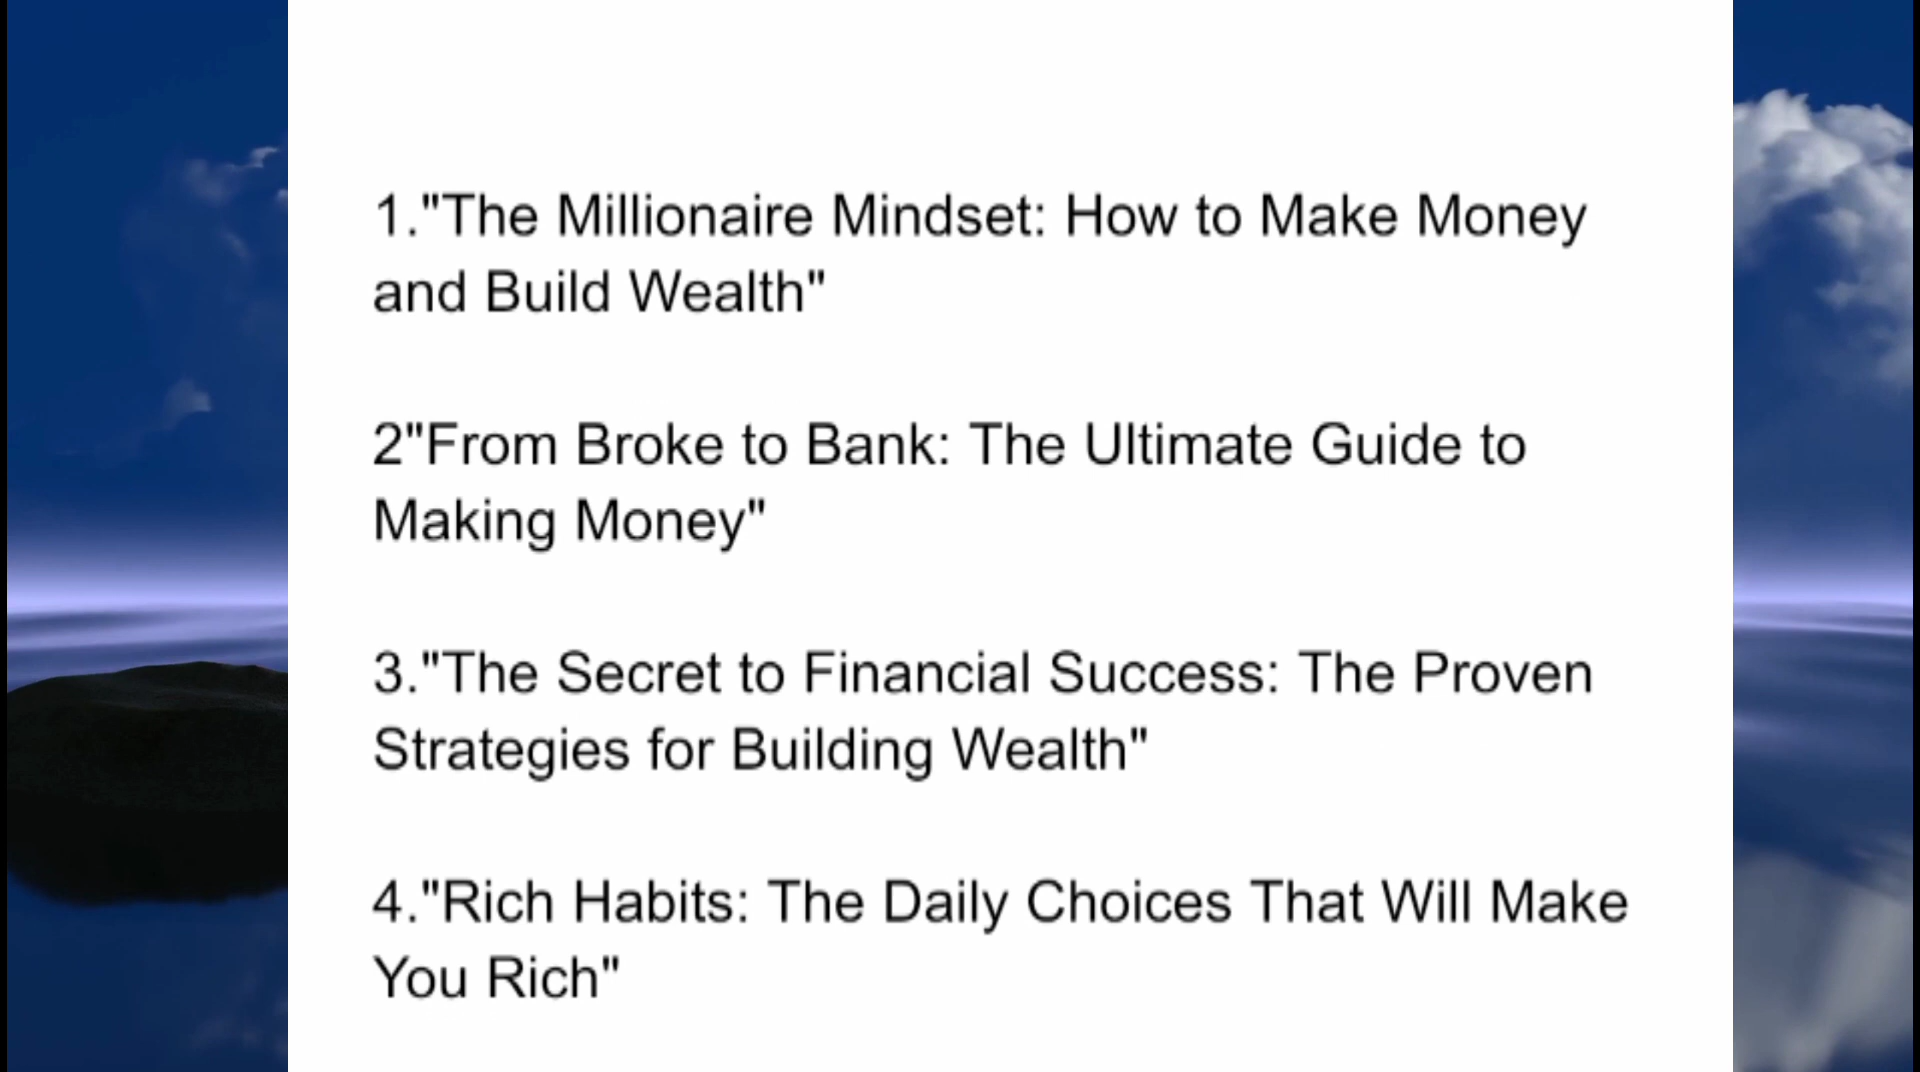 1."The Millionaire Mindset: How to Make Money
and Build Wealth"
2"From Broke to Bank: The Ultimate Guide to
Making Money"
3."The Secret to Financial Success: The Proven
Strategies for Building Wealth"
4."Rich Habits: The Daily Choices That Will Make
You Rich"